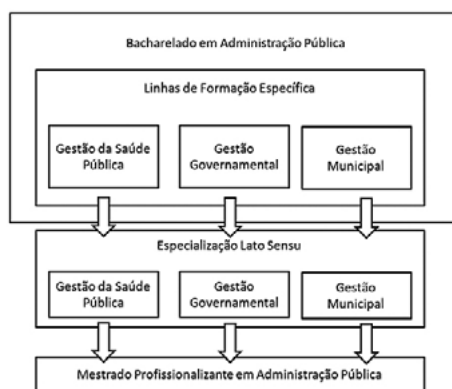 Bacharelado em Administração Pública
Linhas de Formação Específica
Gestão da Saúde
Pública
Gestão
Governamental
Gestão
Municipal
Especialização Lato Sensu
Gestão da Saúde
Pública
Gestão
Governamental
Gestão
Municipal
Mestrado Profissionalizante em Administração Pública